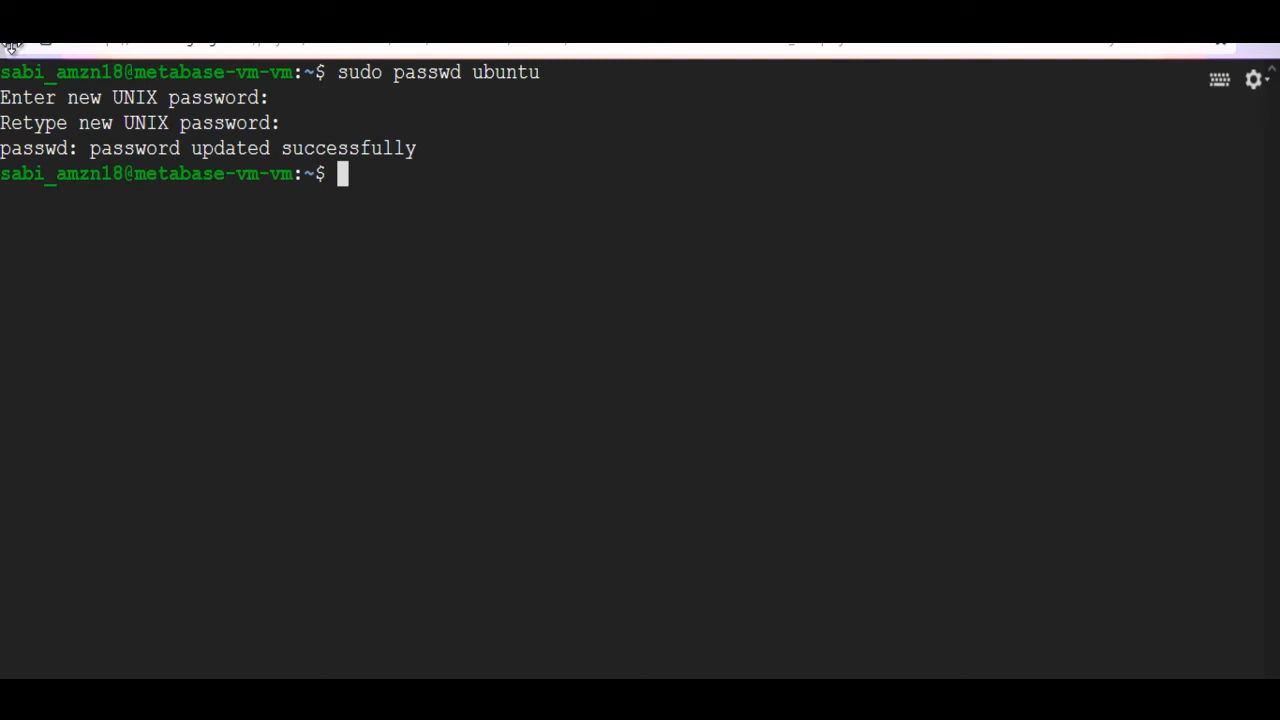 sabi_amzn18@metabase-vm-vm:~$ sudo passwd ubuntu
Enter new UNIX password:
Retype new UNIX password:
passwd: password updated successfully
sabi_amzn18@metabase-vm-vm:~$